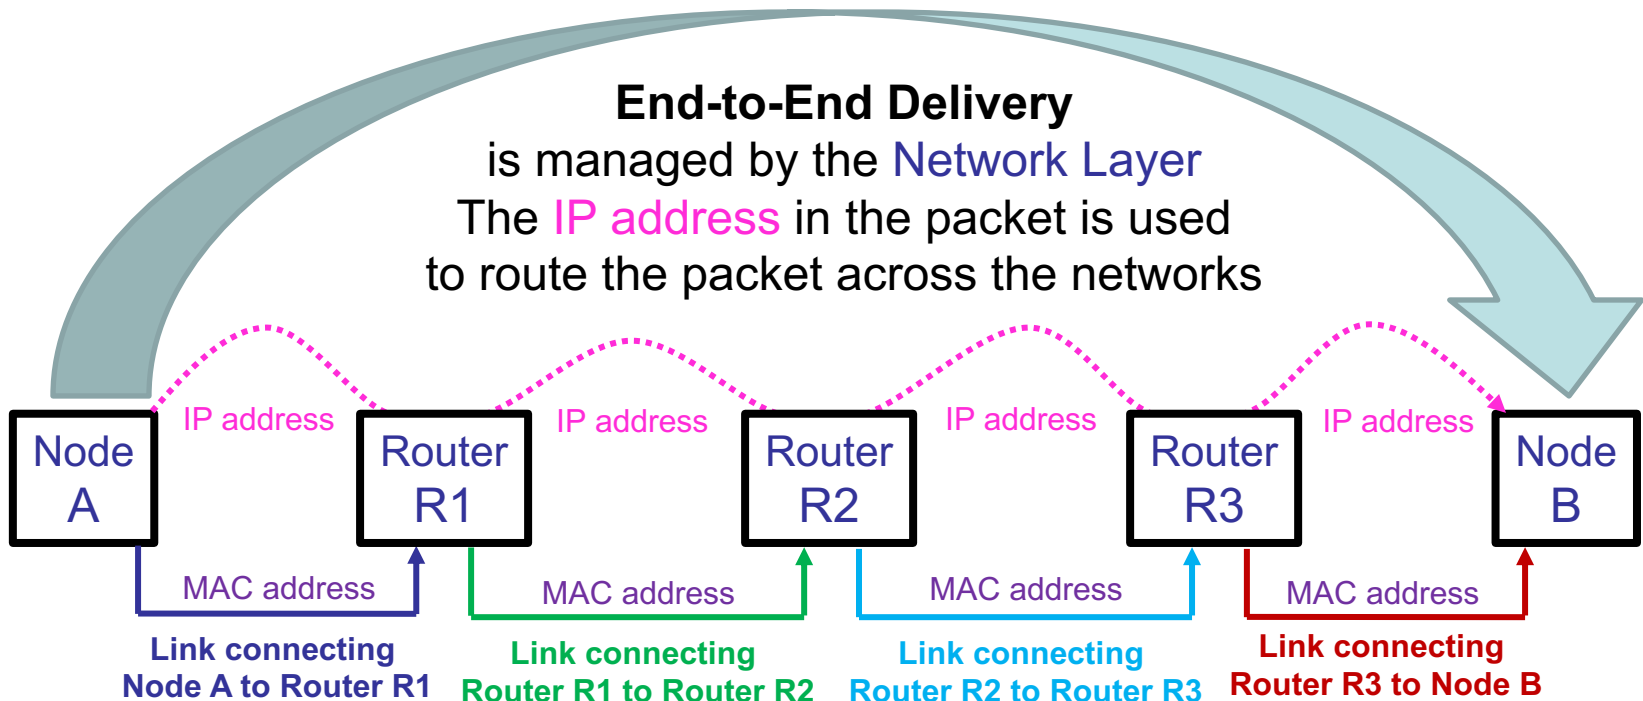 End-to-End Delivery
is managed by the Network Layer
The IP address in the packet is used
to route the packet across the networks
IP address
IP address
IP address
IP address
Node
A
Router
R1
Router
R2
Router
R3
Node
B
MAC address
MAC address
MAC address
MAC address
Link connecting
Node A to Router R1
Link connecting
Router R1 to Router R2
Link connecting
Router R2 to Router R3
Link connecting
Router R3 to Node B